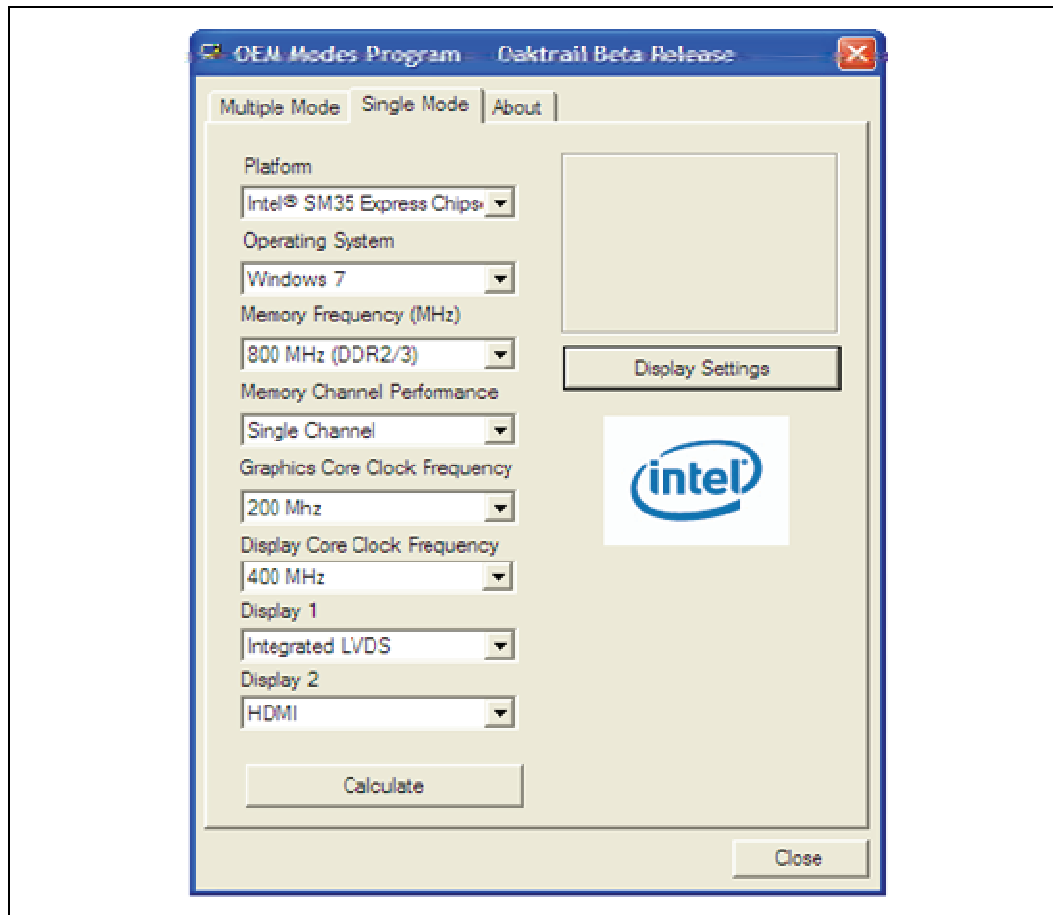 OEM Modes Program Oaktrail Beta Release
Multiple Mode Single Mode About
Platform
Intel® SM35 Express Chips
Operating System
Windows 7
Memory Frequency (MHz)
800 MHz (DDR2/3)
Memory Channel Performance
Single Channel
Graphics Core Clock Frequency
200 Mhz
Display Core Clock Frequency
400 MHz
Display 1
Integrated LVDS
Display 2
HDMI
Calculate
Display Settings
intel
Close